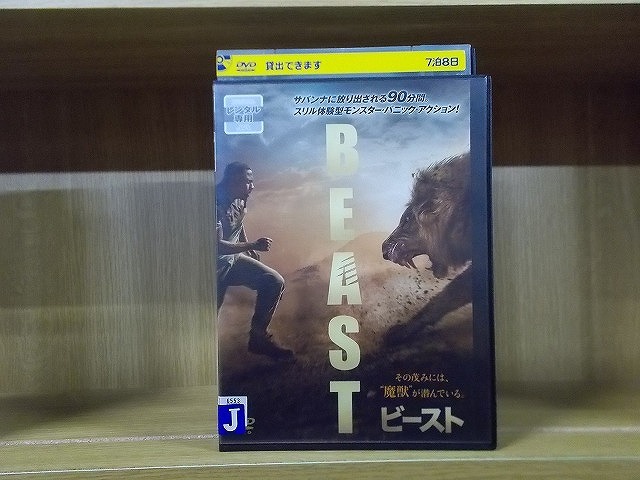 DVD 貸出できます 7泊8日
レンタル
専用
サバンナに放り出される90分間。
スリル体験型モンスター・パニック・アクション!
BEAST
その茂みには、
"魔獣"が潜んでいる。
ビースト
6553
J